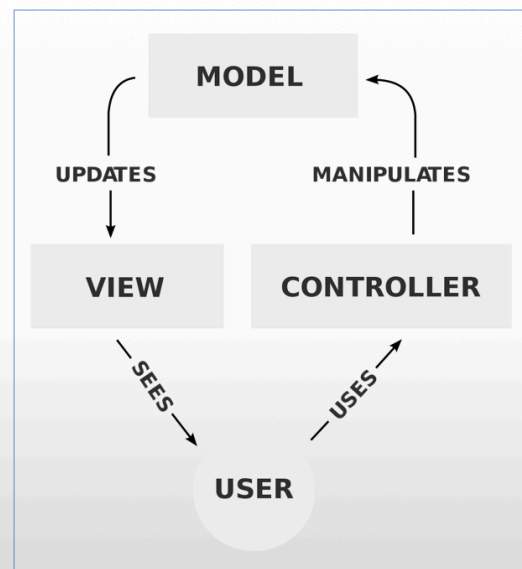 MODEL
UPDATES
MANIPULATES
VIEW
CONTROLLER
SEES
USES
USER